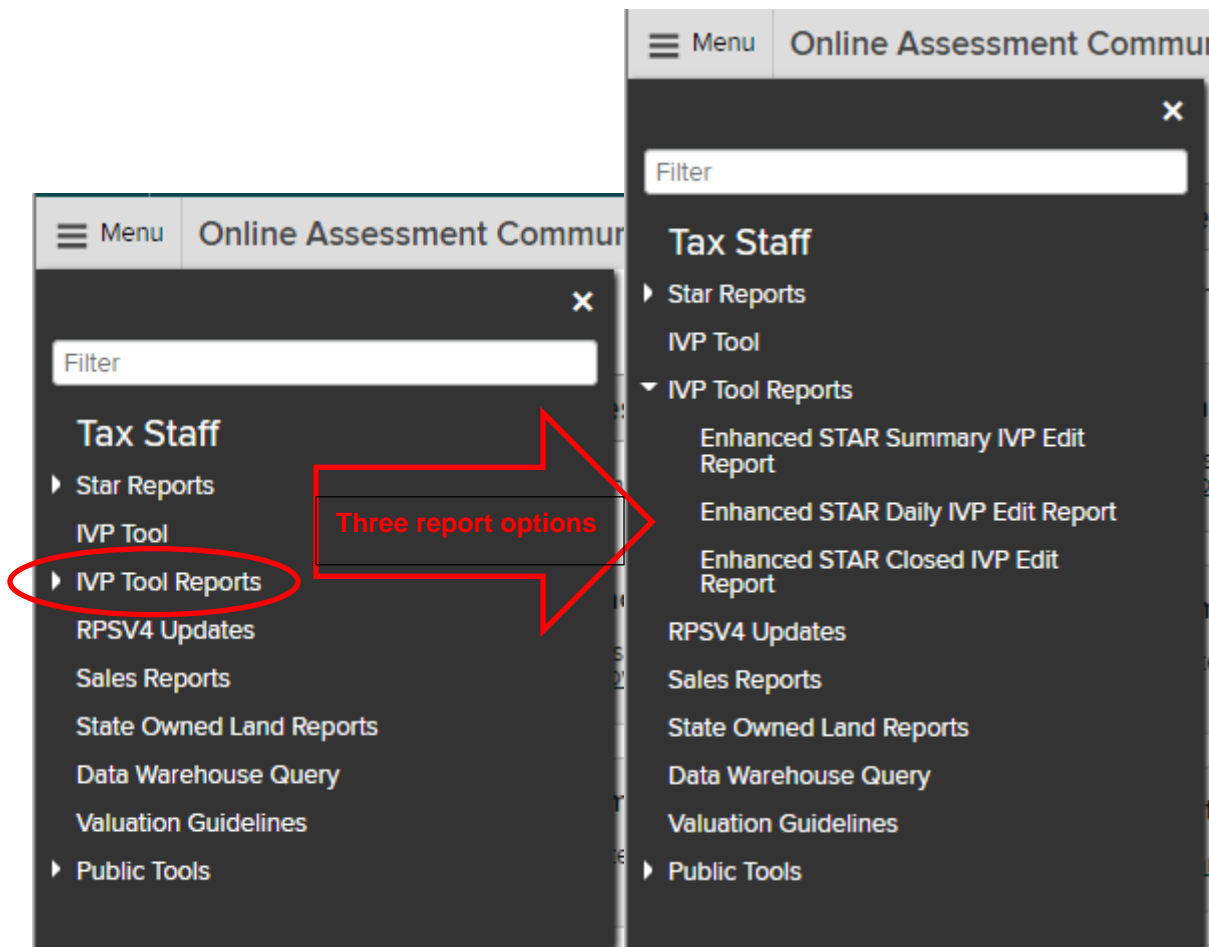 Menu
Online Assessment Commu
Filter
Tax Staff
Star Reports
IVP Tool
IVP Tool Reports
RPSV4 Updates
Sales Reports
State Owned Land Reports
Data Warehouse Query
Valuation Guidelines
Public Tools
Three report options
Menu
Online Assessment Commu
Filter
Tax Staff
Star Reports
IVP Tool
IVP Tool Reports
Enhanced STAR Summary IVP Edit
Report
Enhanced STAR Daily IVP Edit Report
Enhanced STAR Closed IVP Edit
Report
RPSV4 Updates
Sales Reports
State Owned Land Reports
Data Warehouse Query
Valuation Guidelines
Public Tools